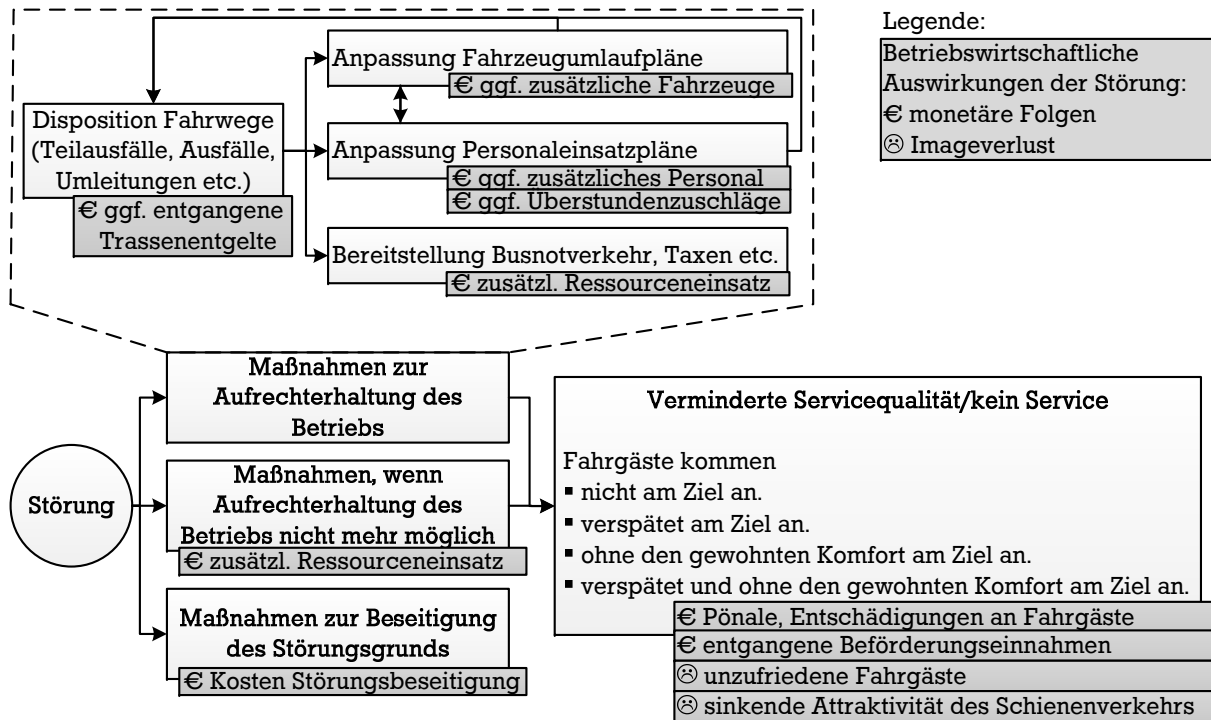 Anpassung Fahrzeugumlaufpläne
€ ggf. zusätzliche Fahrzeuge
Disposition Fahrwege
(Teilausfälle, Ausfälle,
Umleitungen etc.)
€ ggf. entgangene
Trassenentgelte
Anpassung Personaleinsatzpläne
€ ggf. zusätzliches Personal
€ ggf. Überstundenzuschläge
Bereitstellung Busnotverkehr, Taxen etc.
€ zusätzl. Ressourceneinsatz
Legende:
Betriebswirtschaftliche
Auswirkungen der Störung:
€ monetäre Folgen
☹ Imageverlust
Störung
Maßnahmen zur
Aufrechterhaltung des
Betriebs
Maßnahmen, wenn
Aufrechterhaltung des
Betriebs nicht mehr möglich
€ zusätzl. Ressourceneinsatz
Maßnahmen zur Beseitigung
des Störungsgrunds
€ Kosten Störungsbeseitigung
Verminderte Servicequalität/kein Service
Fahrgäste kommen
▪ nicht am Ziel an.
▪ verspätet am Ziel an.
▪ ohne den gewohnten Komfort am Ziel an.
▪ verspätet und ohne den gewohnten Komfort am Ziel an.
€ Pönale, Entschädigungen an Fahrgäste
€ entgangene Beförderungseinnahmen
☹ unzufriedene Fahrgäste
☹ sinkende Attraktivität des Schienenverkehrs